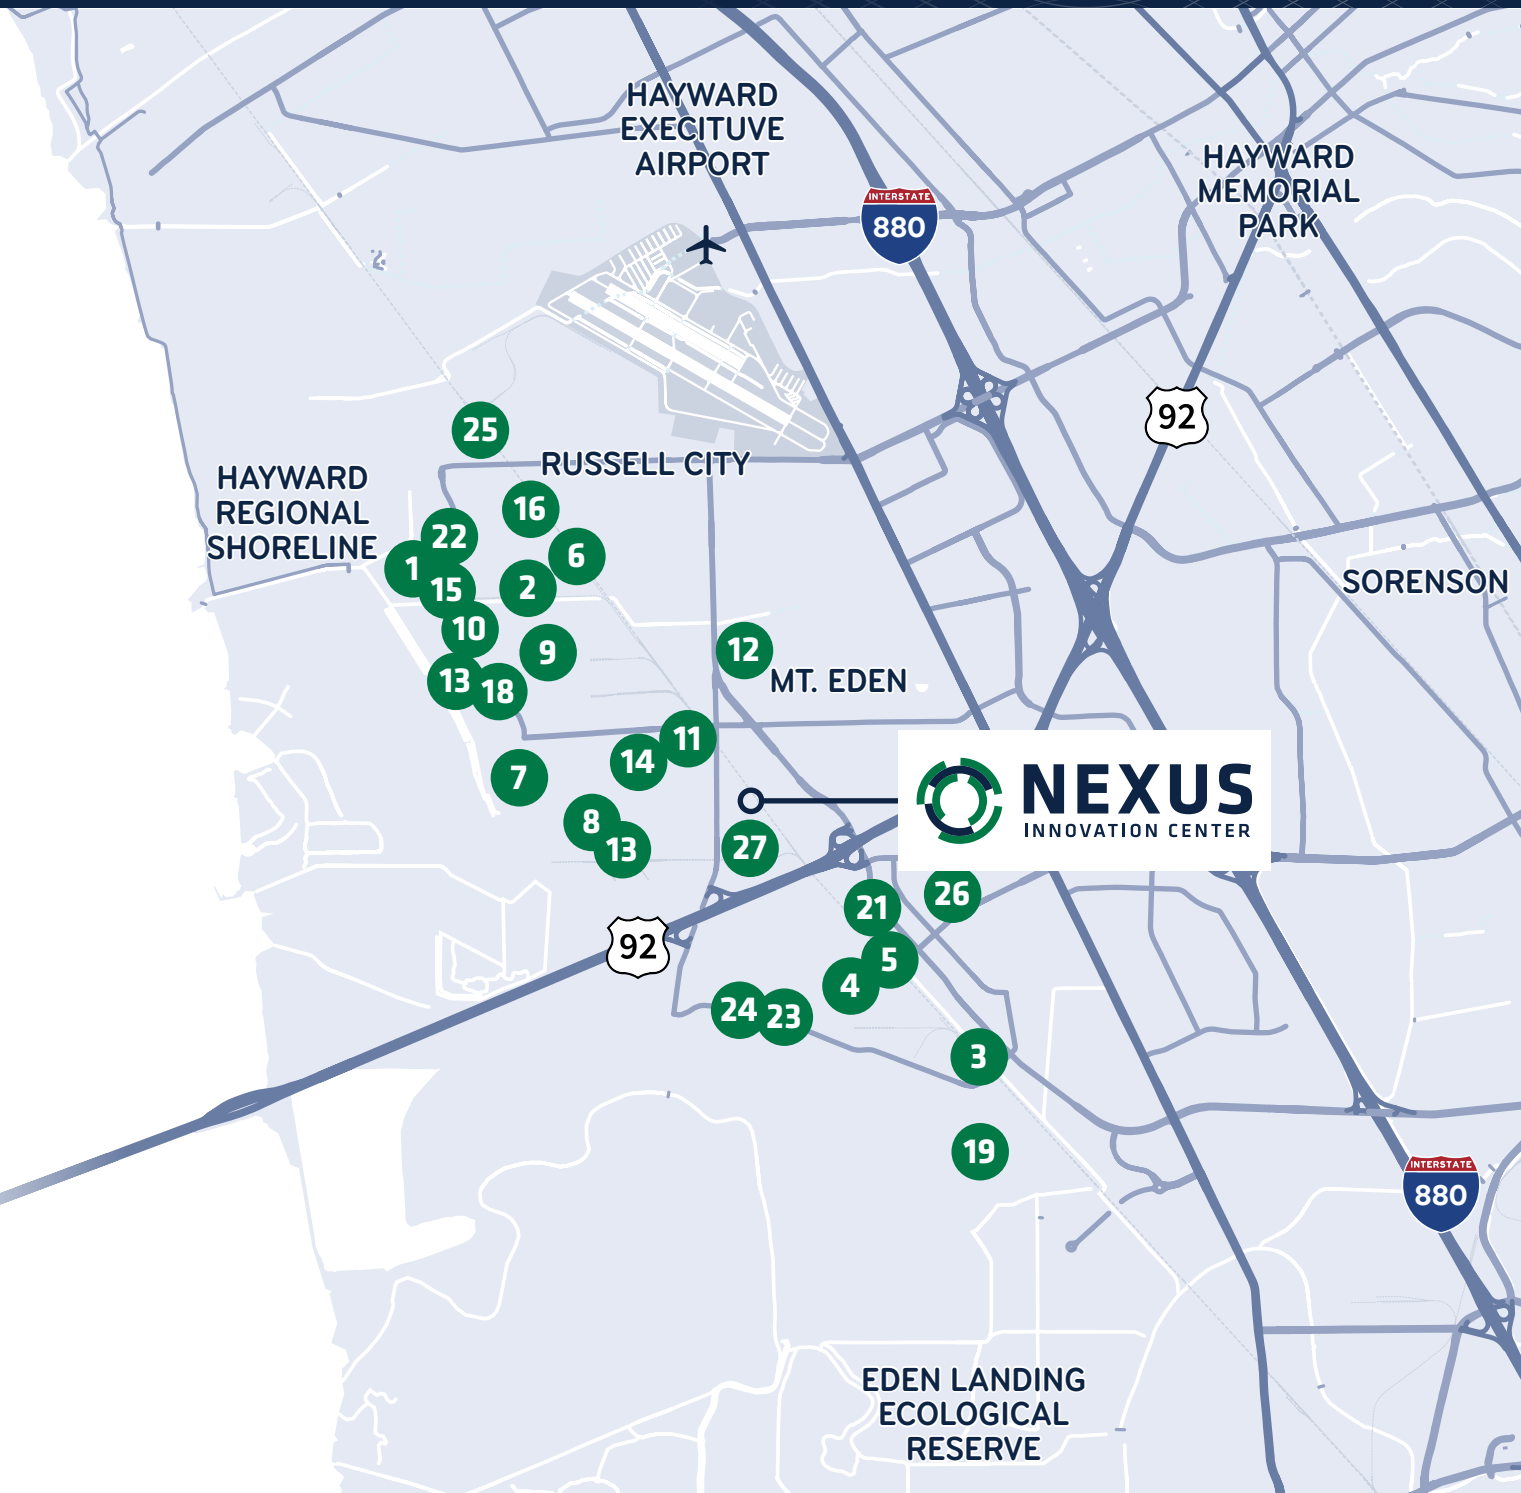 HAYWARD
EXECITUVE
AIRPORT
HAYWARD
MEMORIAL
PARK
INTERSTATE
880
92
25
HAYWARD
REGIONAL
SHORELINE
RUSSELL CITY
16
22
6
1
15
2
SORENSON
10
9
12
13
18
MT. EDEN
11
14
7
NEXUS
INNOVATION CENTER
8
13
27
26
21
92
5
4
24
23
3
19
INTERSTATE
880
EDEN LANDING
ECOLOGICAL
RESERVE